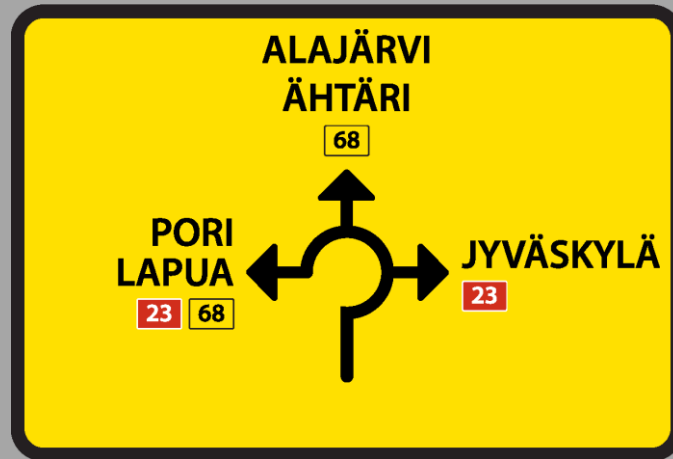 ALAJÄRVI
ÄHTÄRI
68
PORI
LAPUA
23 68
JYVÄSKYLÄ
23